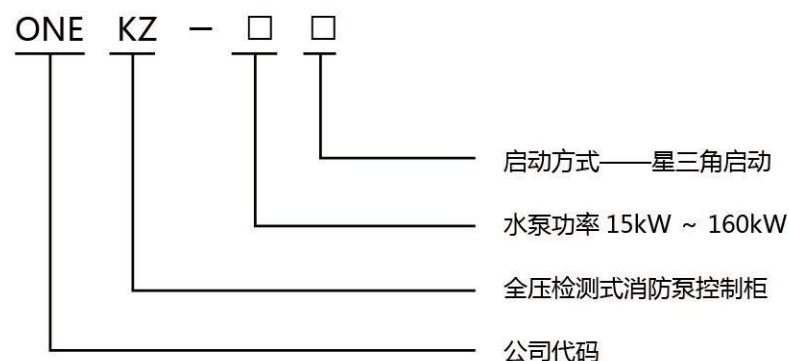 ONE KZ － □ □
启动方式——星三角启动
水泵功率 15kW ~ 160kW
全压检测式消防泵控制柜
公司代码